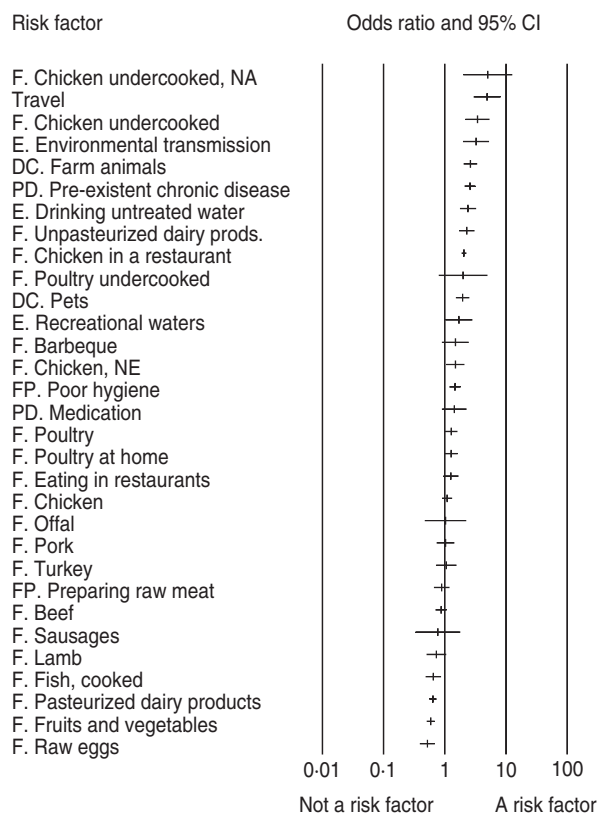 Risk factor Odds ratio and 95% CI
F. Chicken undercooked, NA
Travel
F. Chicken undercooked
E. Environmental transmission
DC. Farm animals
PD. Pre-existent chronic disease
E. Drinking untreated water
F. Unpasteurized dairy prods.
F. Chicken in a restaurant
F. Poultry undercooked
DC. Pets
E. Recreational waters
F. Barbeque
F. Chicken, NE
FP. Poor hygiene
PD. Medication
F. Poultry
F. Poultry at home
F. Eating in restaurants
F. Chicken
F. Offal
F. Pork
F. Turkey
FP. Preparing raw meat
F. Beef
F. Sausages
F. Lamb
F. Fish, cooked
F. Pasteurized dairy products
F. Fruits and vegetables
F. Raw eggs
0·01 0·1 1 10 100
Not a risk factor A risk factor